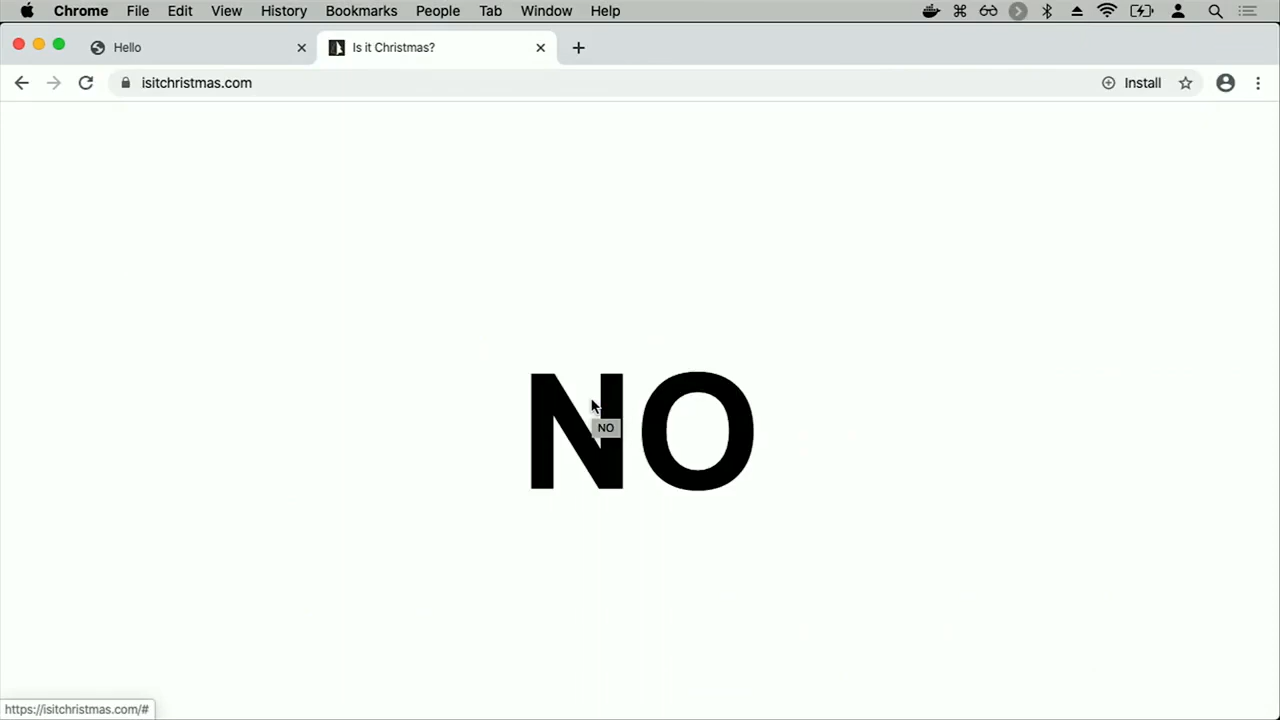 Chrome File Edit View History Bookmarks People Tab Window Help
Hello Is it Christmas?
isitchristmas.com Install
NO
NO
https://isitchristmas.com/#